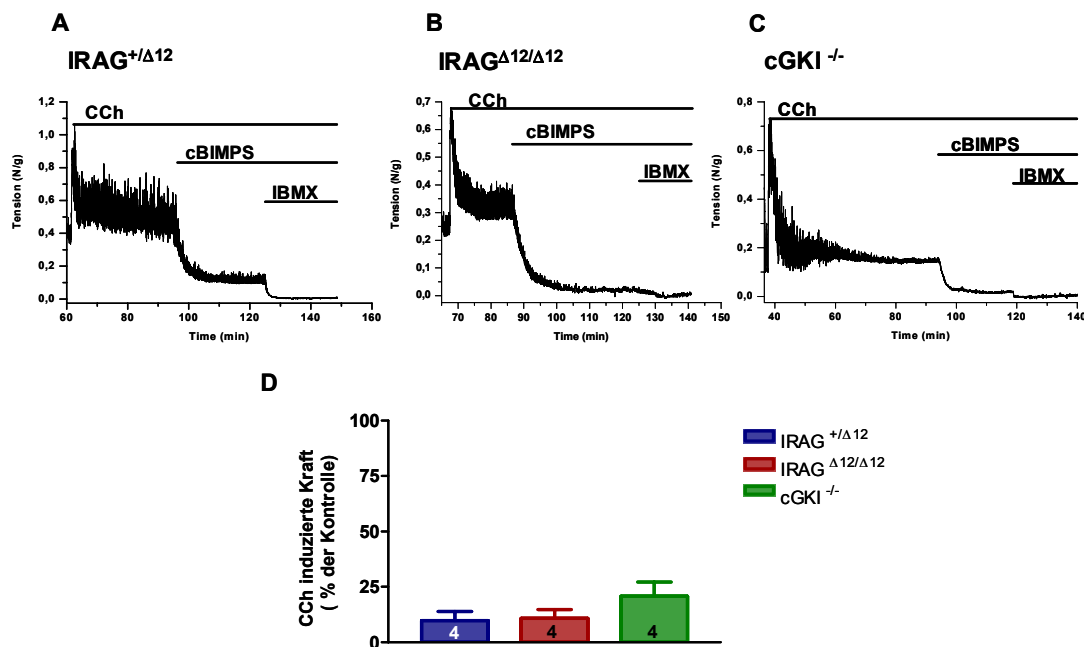 A
IRAG+/Δ12
Tension (N/g)
1,2
1,0
0,8
0,6
0,4
0,2
0,0
CCh
cBIMPS
IBMX
60 80 100 120 140 160
Time (min)
B
IRAGΔ12/Δ12
Tension (N/g)
0,7
0,6
0,5
0,4
0,3
0,2
0,1
0,0
CCh
cBIMPS
IBMX
70 80 90 100 110 120 130 140 150
Time (min)
C
cGKI -/-
Tension (N/g)
0,8
0,6
0,4
0,2
0,0
CCh
cBIMPS
IBMX
40 60 80 100 120 140
Time (min)
D
CCh induzierte Kraft
( % der Kontrolle)
100
75
50
25
0
4 4 4
IRAG +/Δ12
IRAG Δ12/Δ12
cGKI -/-